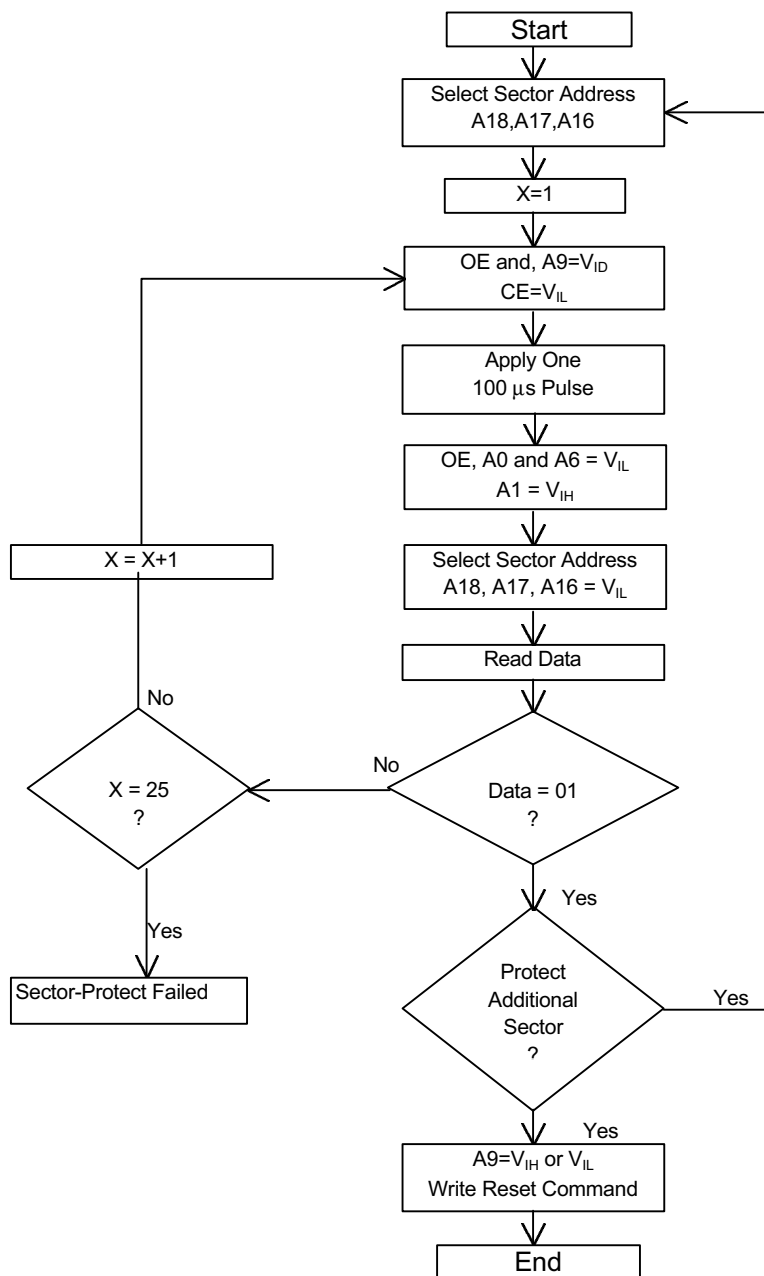 Start
Select Sector Address
A18,A17,A16
X=1
OE and, A9=VID
CE=VIL
Apply One
100 µs Pulse
OE, A0 and A6 = VIL
A1 = VIH
X = X+1
Select Sector Address
A18, A17, A16 = VIL
Read Data
No
No
X = 25
?
Data = 01
?
Yes
Yes
Sector-Protect Failed
Protect
Additional
Sector
?
Yes
Yes
A9=VIH or VIL
Write Reset Command
End